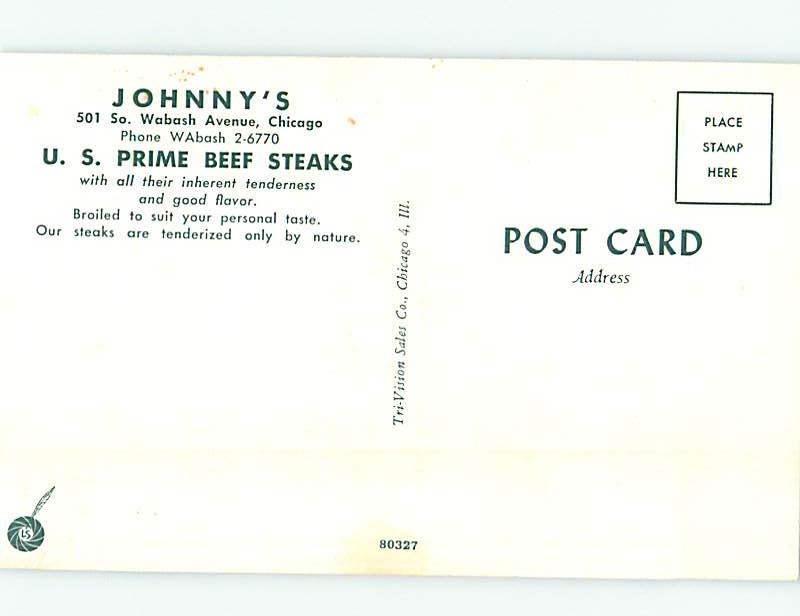 JOHNNY'S
501 So. Wabash Avenue, Chicago
Phone WAbash 2-6770
U. S. PRIME BEEF STEAKS
with all their inherent tenderness
and good flavor.
Broiled to suit your personal taste.
Our steaks are tenderized only by nature.
Tri-Vision Sales Co., Chicago 4, Ill.
PLACE
STAMP
HERE
POST CARD
Address
80327